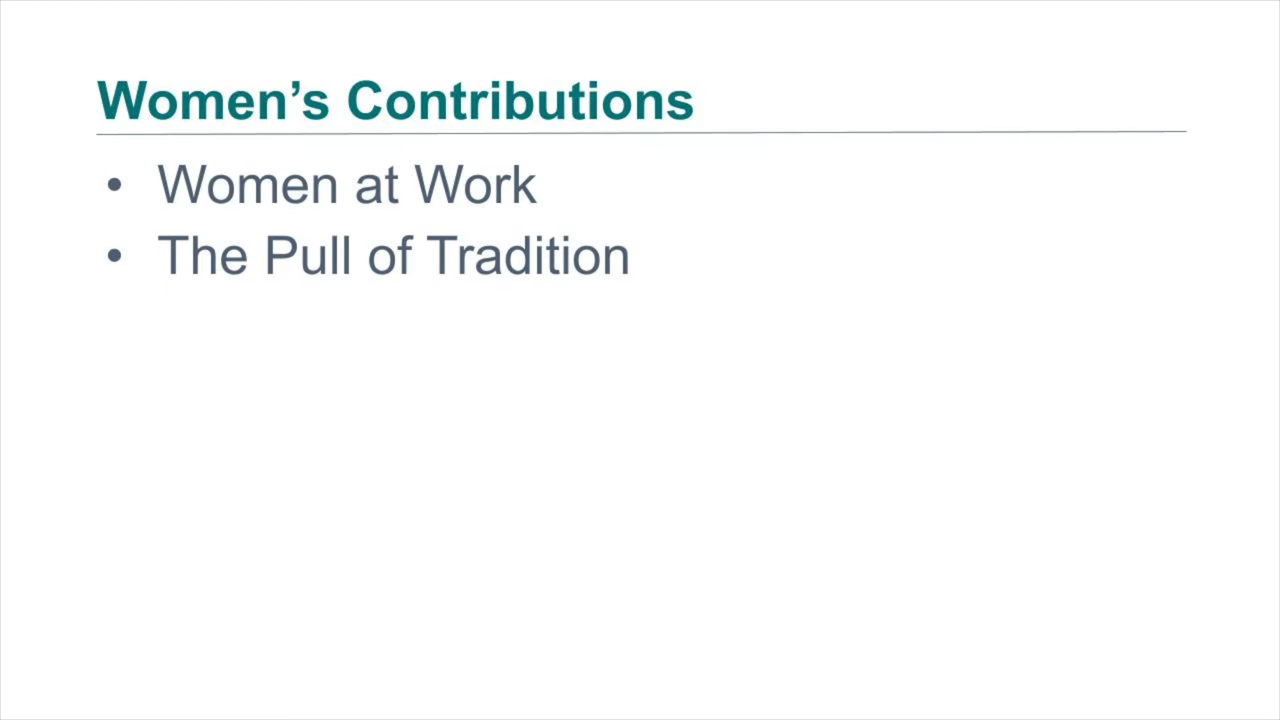 Women’s Contributions
• Women at Work
• The Pull of Tradition